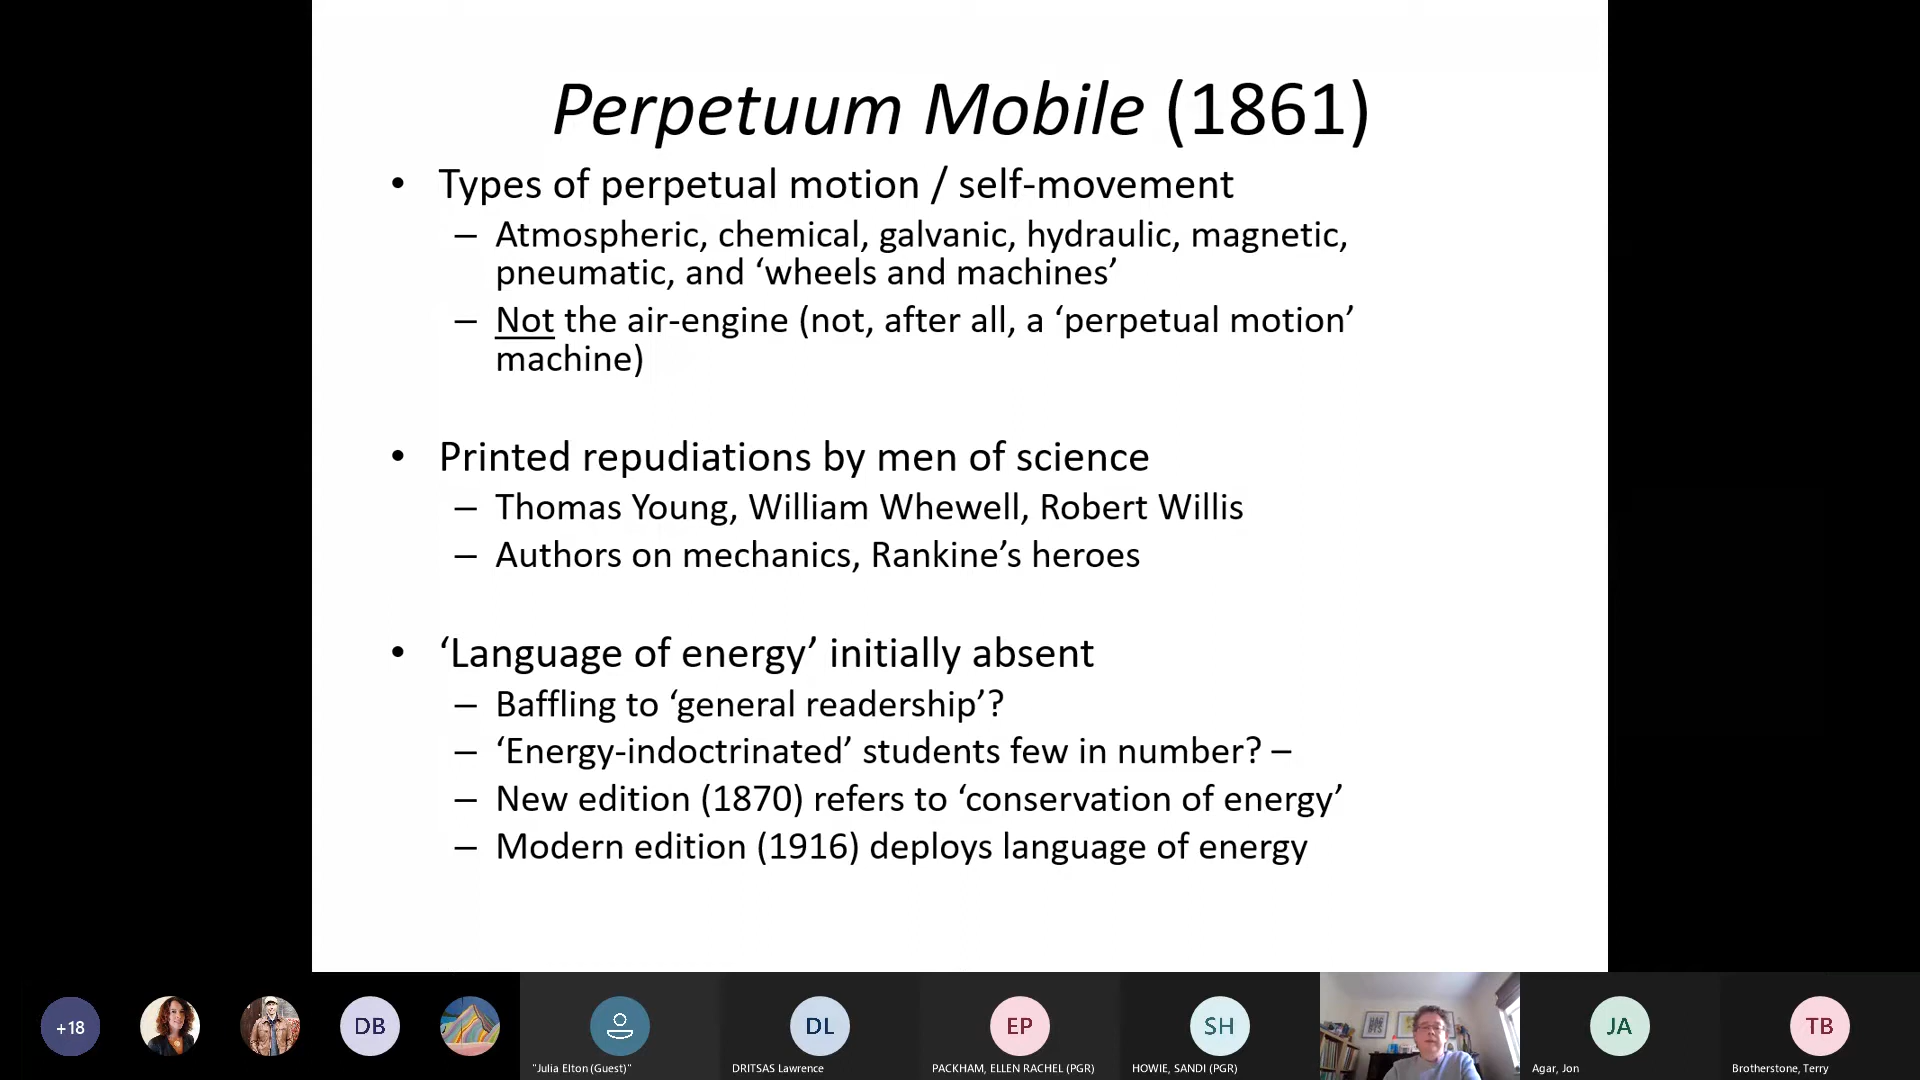 Perpetuum Mobile (1861)
• Types of perpetual motion / self-movement
– Atmospheric, chemical, galvanic, hydraulic, magnetic,
pneumatic, and ‘wheels and machines’
– Not the air-engine (not, after all, a ‘perpetual motion’
machine)
• Printed repudiations by men of science
– Thomas Young, William Whewell, Robert Willis
– Authors on mechanics, Rankine’s heroes
• ‘Language of energy’ initially absent
– Baffling to ‘general readership’?
– ‘Energy-indoctrinated’ students few in number? –
– New edition (1870) refers to ‘conservation of energy’
– Modern edition (1916) deploys language of energy
+18
DB
DL
EP
SH
JA
TB
"Julia Elton (Guest)"
DRITSAS Lawrence
PACKHAM, ELLEN RACHEL (PGR)
HOWIE, SANDI (PGR)
Agar, Jon
Brotherstone, Terry